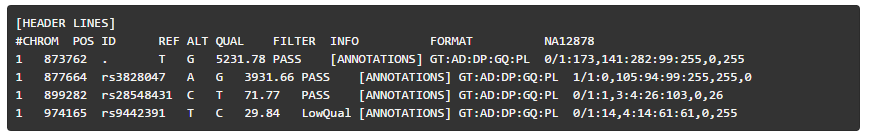 [HEADER LINES]
#CHROM POS ID REF ALT QUAL FILTER INFO FORMAT NA12878
1 873762 . T G 5231.78 PASS [ANNOTATIONS] GT:AD:DP:GQ:PL 0/1:173,141:282:99:255,0,255
1 877664 rs3828047 A G 3931.66 PASS [ANNOTATIONS] GT:AD:DP:GQ:PL 1/1:0,105:94:99:255,255,0
1 899282 rs28548431 C T 71.77 PASS [ANNOTATIONS] GT:AD:DP:GQ:PL 0/1:1,3:4:26:103,0,26
1 974165 rs9442391 T C 29.84 LowQual [ANNOTATIONS] GT:AD:DP:GQ:PL 0/1:14,4:14:61:61,0,255